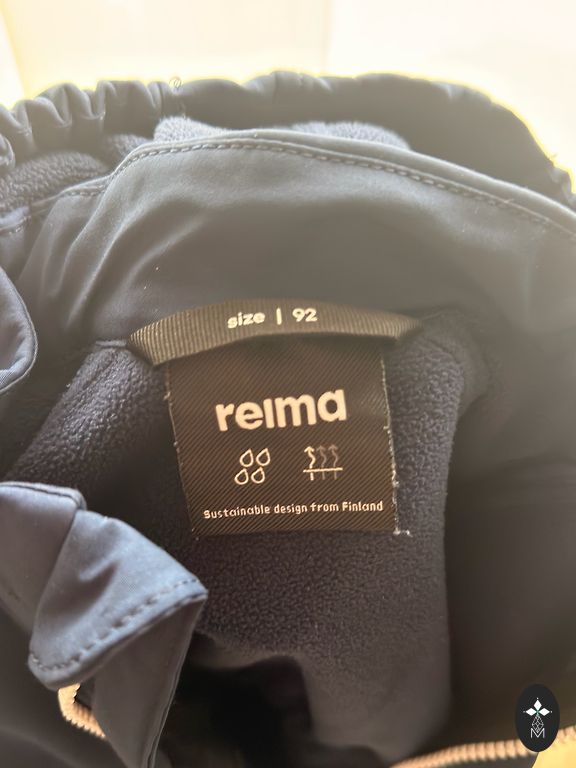 size | 92
reima
Sustainable design from Finland